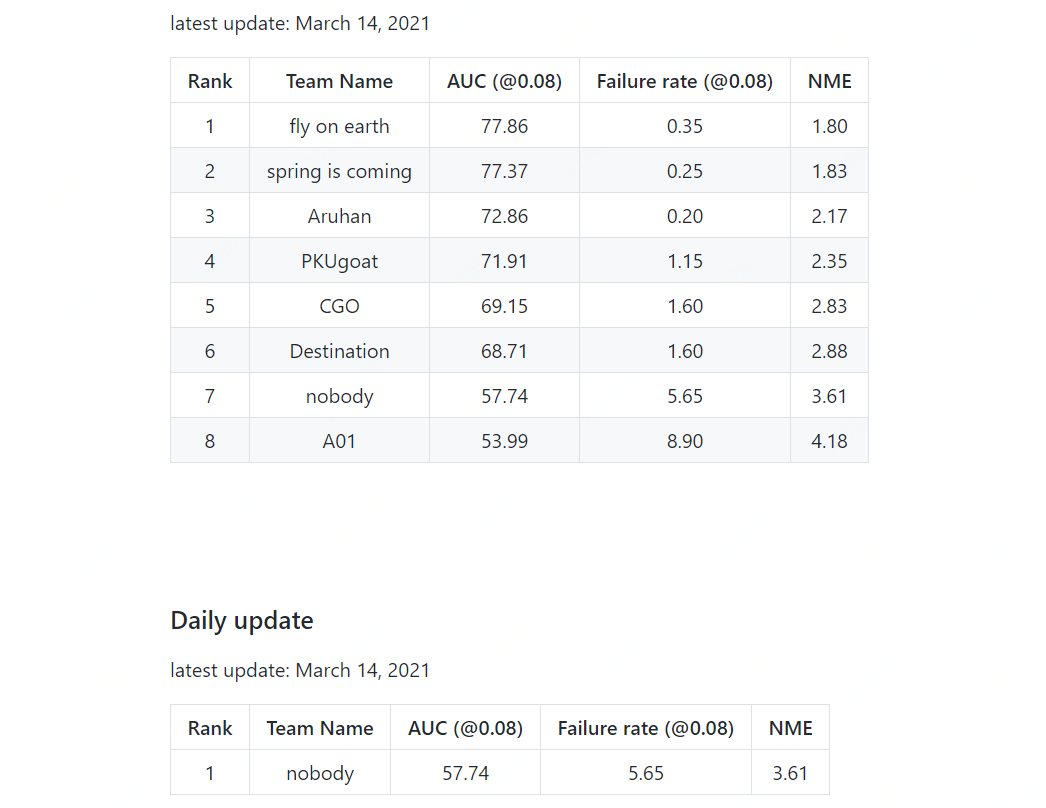 latest update: March 14, 2021
Rank Team Name AUC (@0.08) Failure rate (@0.08) NME
1 fly on earth 77.86 0.35 1.80
2 spring is coming 77.37 0.25 1.83
3 Aruhan 72.86 0.20 2.17
4 PKUgoat 71.91 1.15 2.35
5 CGO 69.15 1.60 2.83
6 Destination 68.71 1.60 2.88
7 nobody 57.74 5.65 3.61
8 A01 53.99 8.90 4.18
Daily update
latest update: March 14, 2021
Rank Team Name AUC (@0.08) Failure rate (@0.08) NME
1 nobody 57.74 5.65 3.61